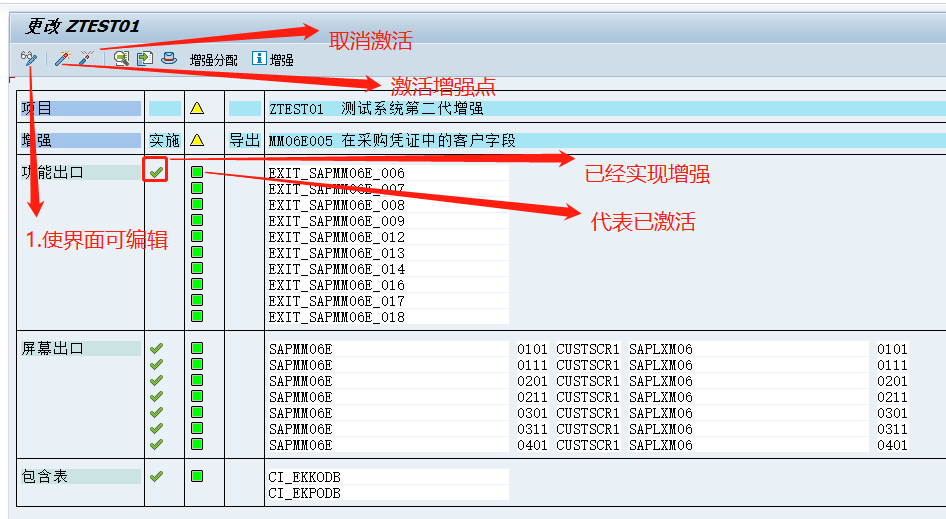 更改 ZTEST01
取消激活
增强分配 增强
激活增强点
项目 ZTEST01 测试系统第二代增强
增强 实施 导出 MM06E005 在采购凭证中的客户字段
功能出口 EXIT_SAPMM06E_006
已经实现增强
EXIT_SAPMM06E_007
EXIT_SAPMM06E_008
代表已激活
EXIT_SAPMM06E_009
1.使界面可编辑
EXIT_SAPMM06E_012
EXIT_SAPMM06E_013
EXIT_SAPMM06E_014
EXIT_SAPMM06E_016
EXIT_SAPMM06E_017
EXIT_SAPMM06E_018
屏幕出口 SAPMM06E 0101 CUSTSCR1 SAPLXM06 0101
SAPMM06E 0111 CUSTSCR1 SAPLXM06 0111
SAPMM06E 0201 CUSTSCR1 SAPLXM06 0201
SAPMM06E 0211 CUSTSCR1 SAPLXM06 0211
SAPMM06E 0301 CUSTSCR1 SAPLXM06 0301
SAPMM06E 0311 CUSTSCR1 SAPLXM06 0311
SAPMM06E 0401 CUSTSCR1 SAPLXM06 0401
包含表 CI_EKKODB
CI_EKPODB